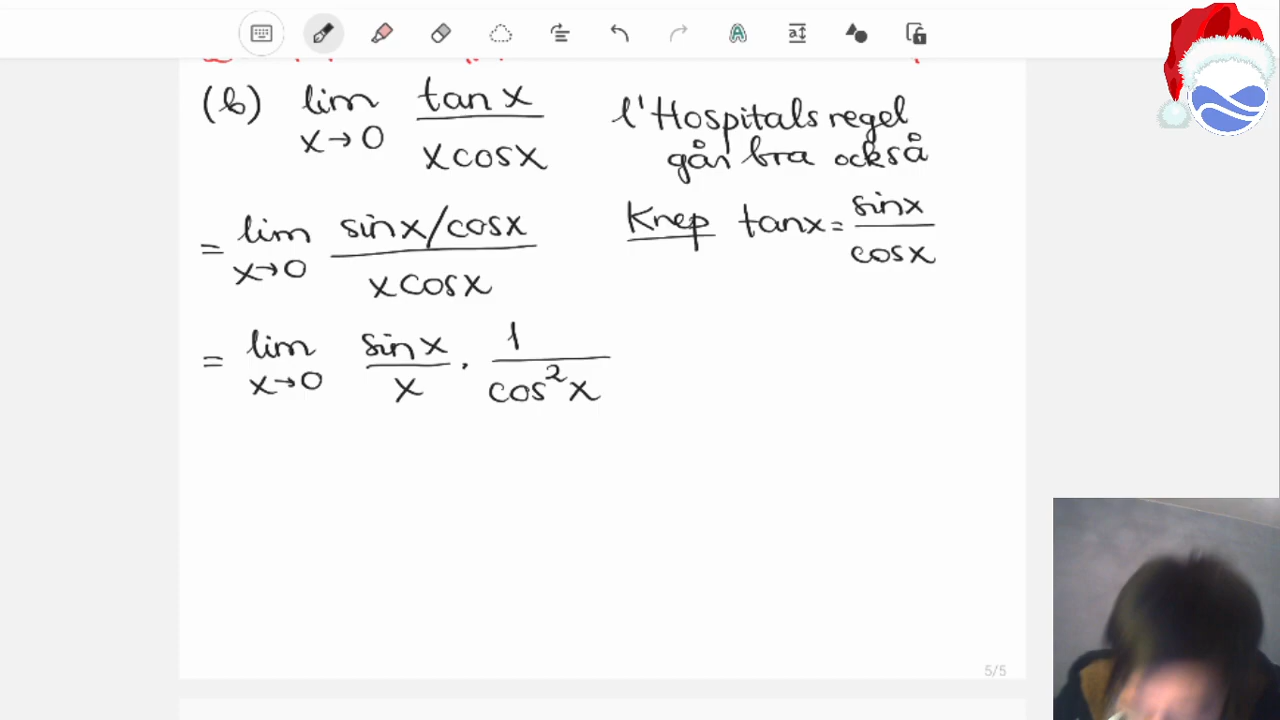 (b) lim x→0 tan x / x cos x
l'Hospitals regel
går bra också
= lim x→0 sin x/cos x / x cos x
Knep tan x = sin x / cos x
= lim x→0 sin x / x · 1 / cos² x
5/5